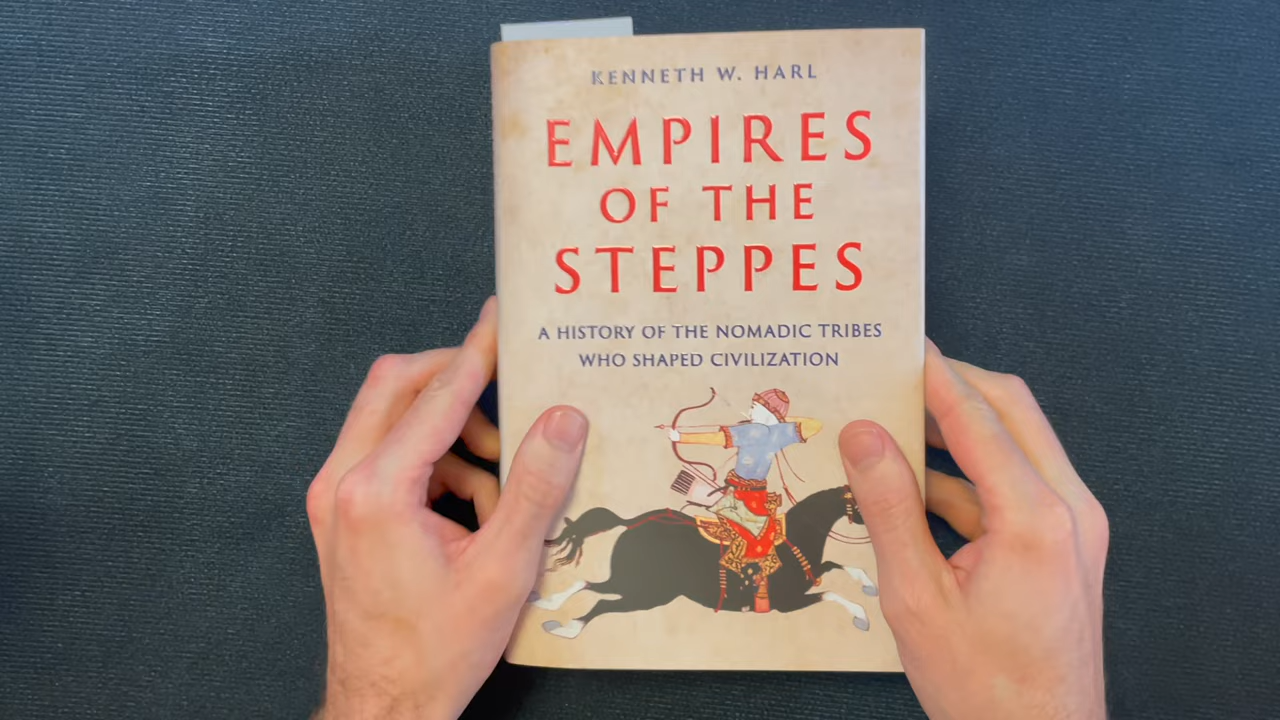 KENNETH W. HARL
EMPIRES
OF THE
STEPPES
A HISTORY OF THE NOMADIC TRIBES
WHO SHAPED CIVILIZATION